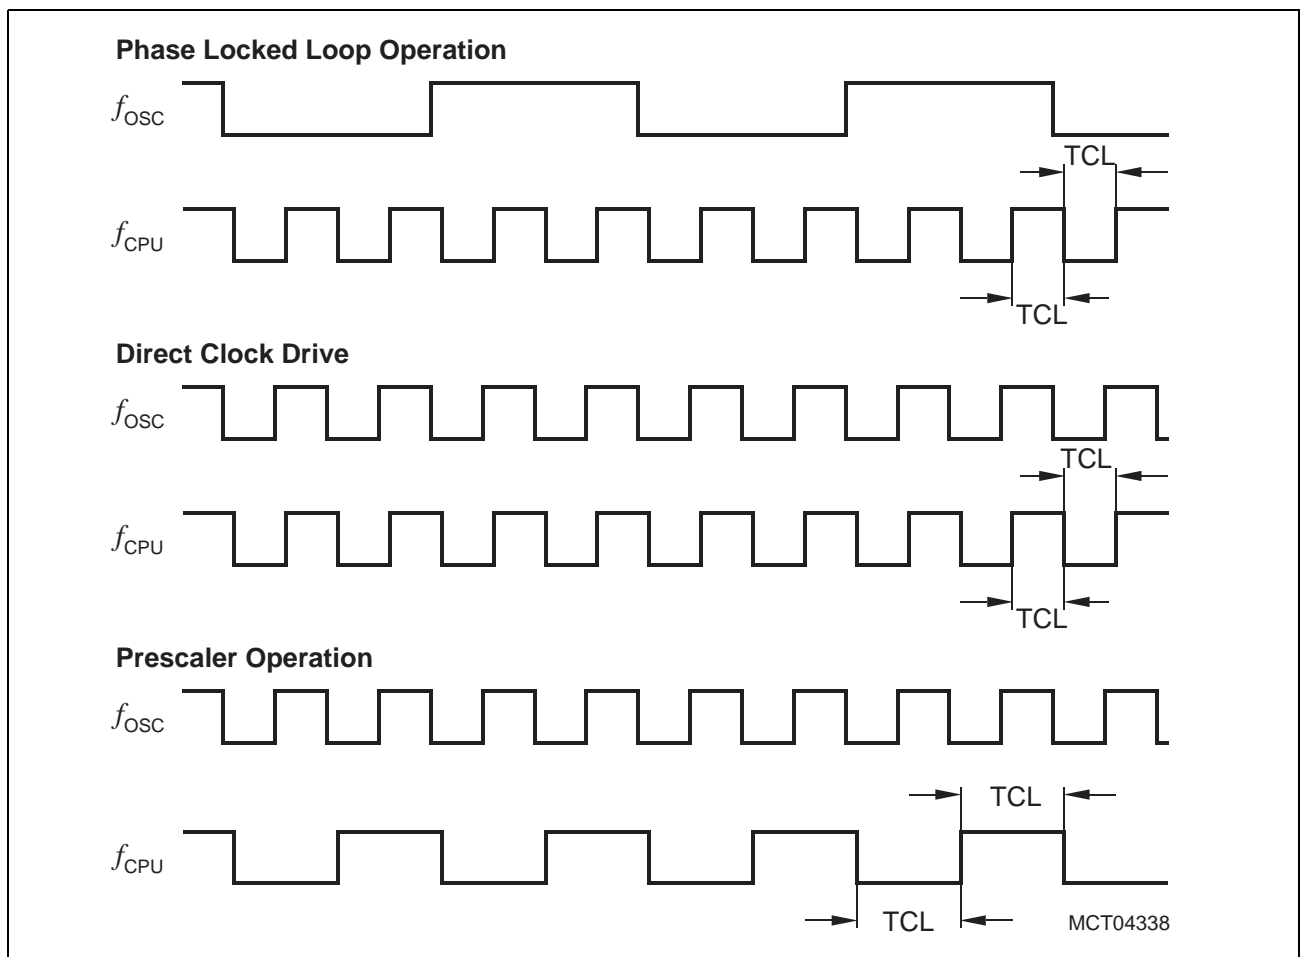 Phase Locked Loop Operation
fOSC
TCL
fCPU
TCL
Direct Clock Drive
fOSC
TCL
fCPU
TCL
Prescaler Operation
fOSC
TCL
fCPU
TCL
MCT04338